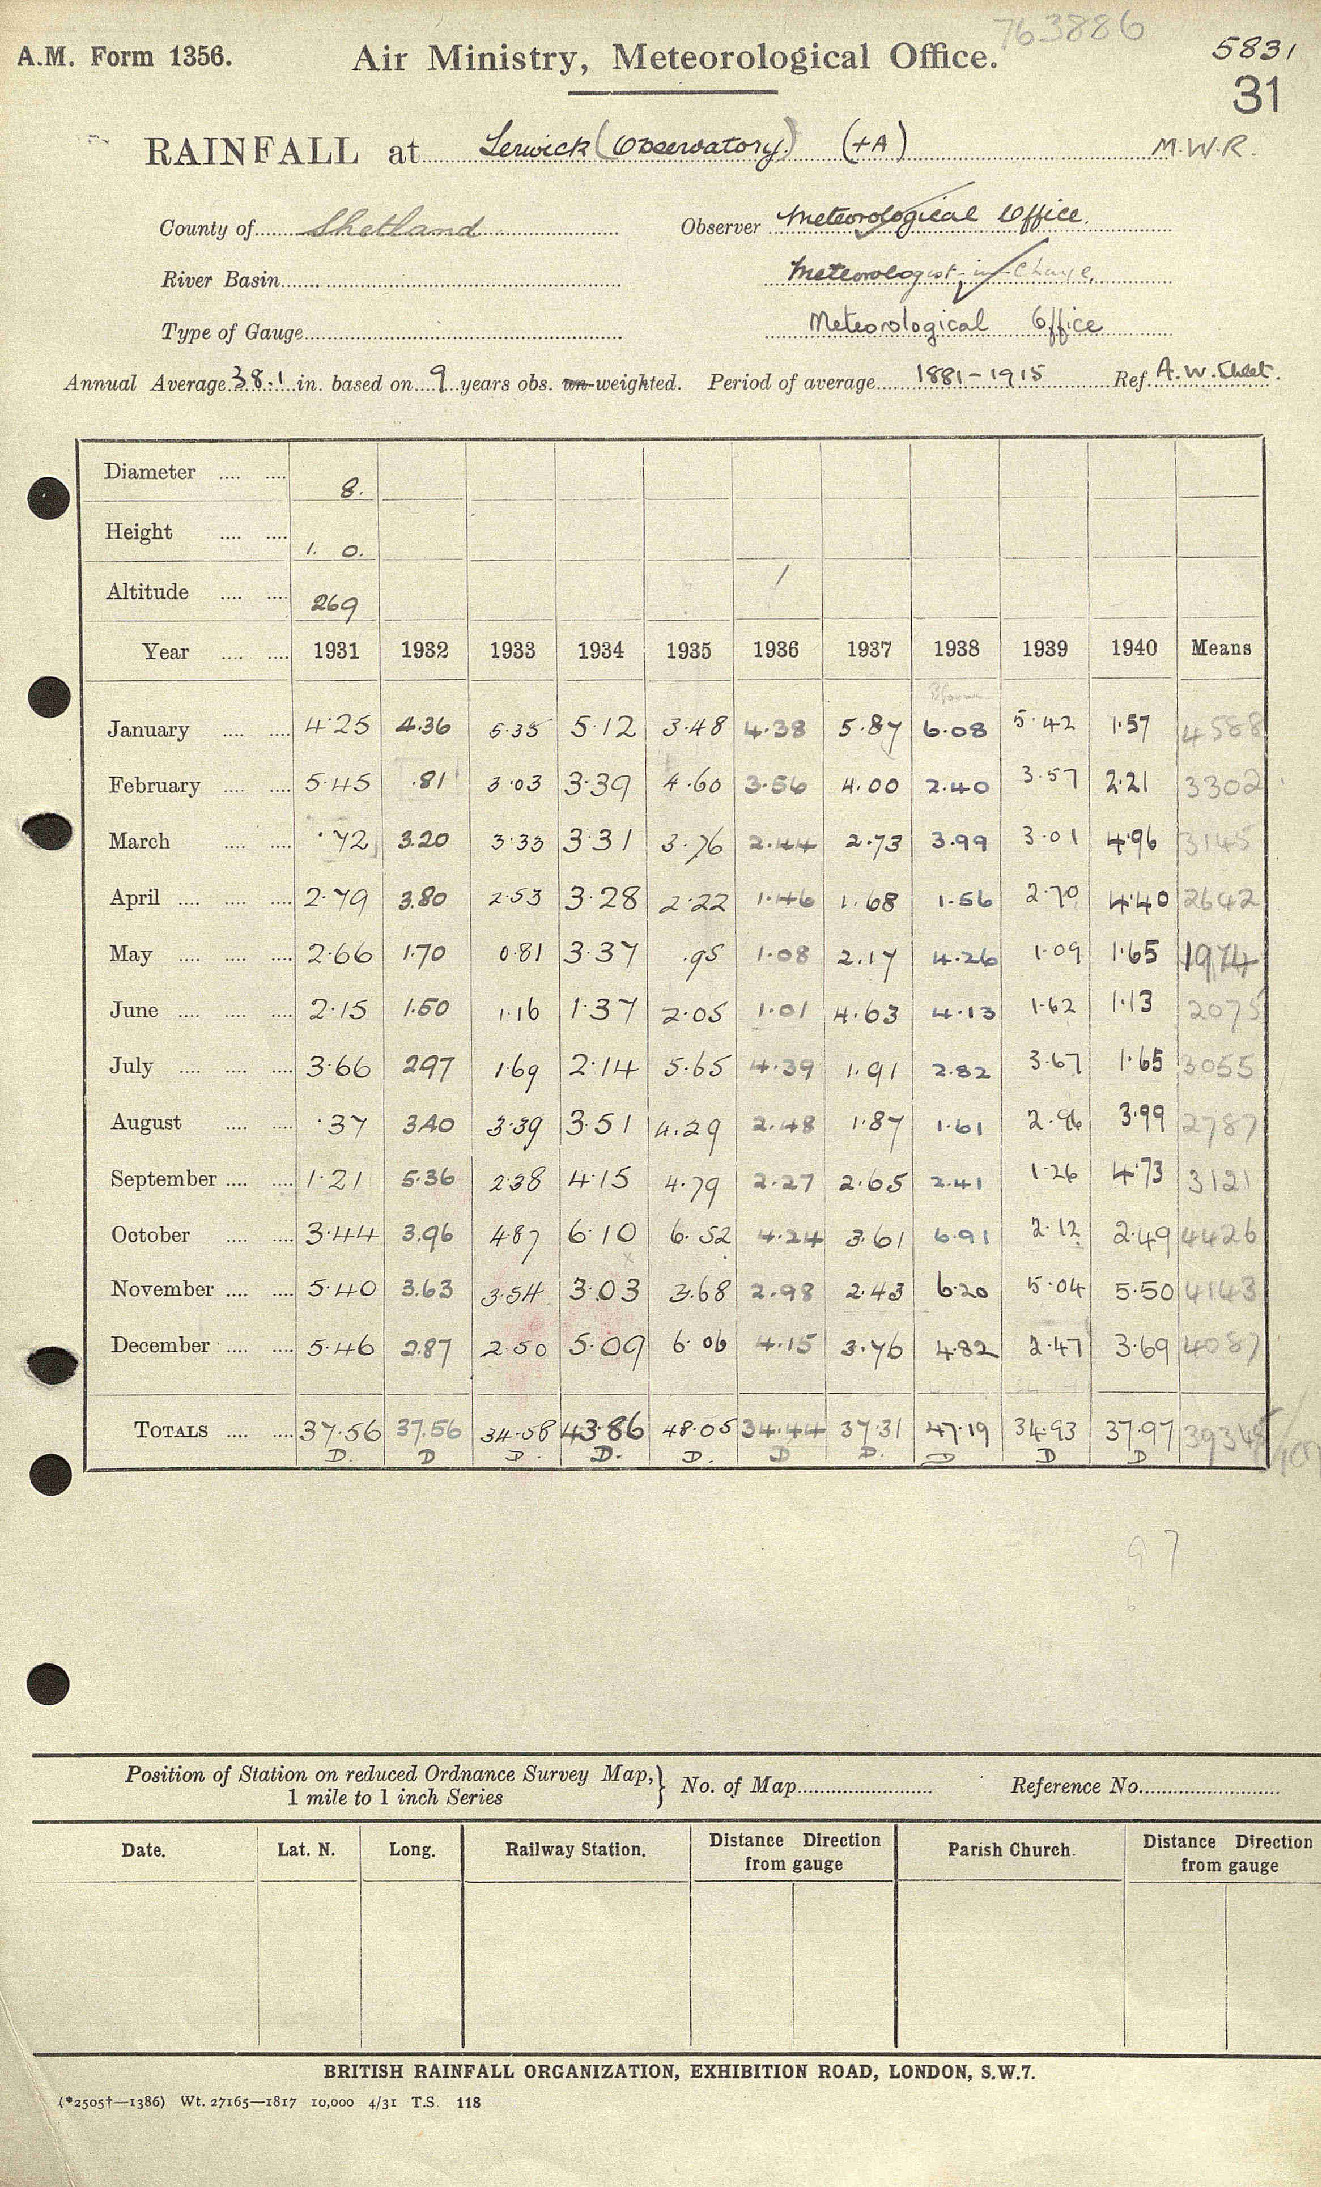 763886
A.M. Form 1356. Air Ministry, Meteorological Office. 5831
31
RAINFALL at Lerwick (Observatory.) (+A) M.W.R.
County of Shetland Observer Meteorological Office.
River Basin Meteorologist-in-Charge,
Type of Gauge Meteorological Office
Annual Average 38.1 in. based on 9 years obs. un-weighted. Period of average 1881-1915 Ref A.W.
Diameter 8.
Height 1. 0.
Altitude 269
Year 1931 1932 1933 1934 1935 1936 1937 1938 1939 1940 Means
January 4.25 4.36 5.35 5.12 3.48 4.38 5.87 6.08 5.42 1.57 4588
February 5.45 .81 3.03 3.39 4.60 3.56 4.00 2.40 3.57 2.21 3302
March .72 3.20 3.33 3.31 3.76 2.44 2.73 3.99 3.01 4.96 3145
April 2.79 3.80 2.53 3.28 2.22 1.46 1.68 1.56 2.70 4.40 2642
May 2.66 1.70 0.81 3.37 .95 1.08 2.17 4.26 1.09 1.65 1974
June 2.15 1.50 1.16 1.37 2.05 1.01 4.63 4.13 1.62 1.13 2075
July 3.66 2.97 1.69 2.14 5.65 4.39 1.91 2.82 3.67 1.65 3055
August .37 3.40 3.39 3.51 4.29 2.48 1.87 1.61 2.96 3.99 2787
September 1.21 5.36 2.38 4.15 4.79 2.27 2.65 2.41 1.26 4.73 3121
October 3.44 3.96 4.87 6.10 6.52 4.24 3.61 6.91 2.12 2.49 4426
November 5.40 3.63 3.54 3.03 3.68 2.98 2.43 6.20 5.04 5.50 4143
December 5.46 2.87 2.50 5.09 6.06 4.15 3.76 4.82 2.47 3.69 4087
TOTALS 37.56 37.56 34.58 43.86 48.05 34.44 37.31 47.19 34.93 37.97 39345
D. D D. D. D. D D. D D D
97
Position of Station on reduced Ordnance Survey Map,} No. of Map Reference No.
1 mile to 1 inch Series
Date. Lat. N. Long. Railway Station. Distance Direction from gauge Parish Church. Distance Direction from gauge
BRITISH RAINFALL ORGANIZATION, EXHIBITION ROAD, LONDON, S.W.7.
(*2505†—1386) Wt. 27165—1817 10,000 4/31 T.S. 118